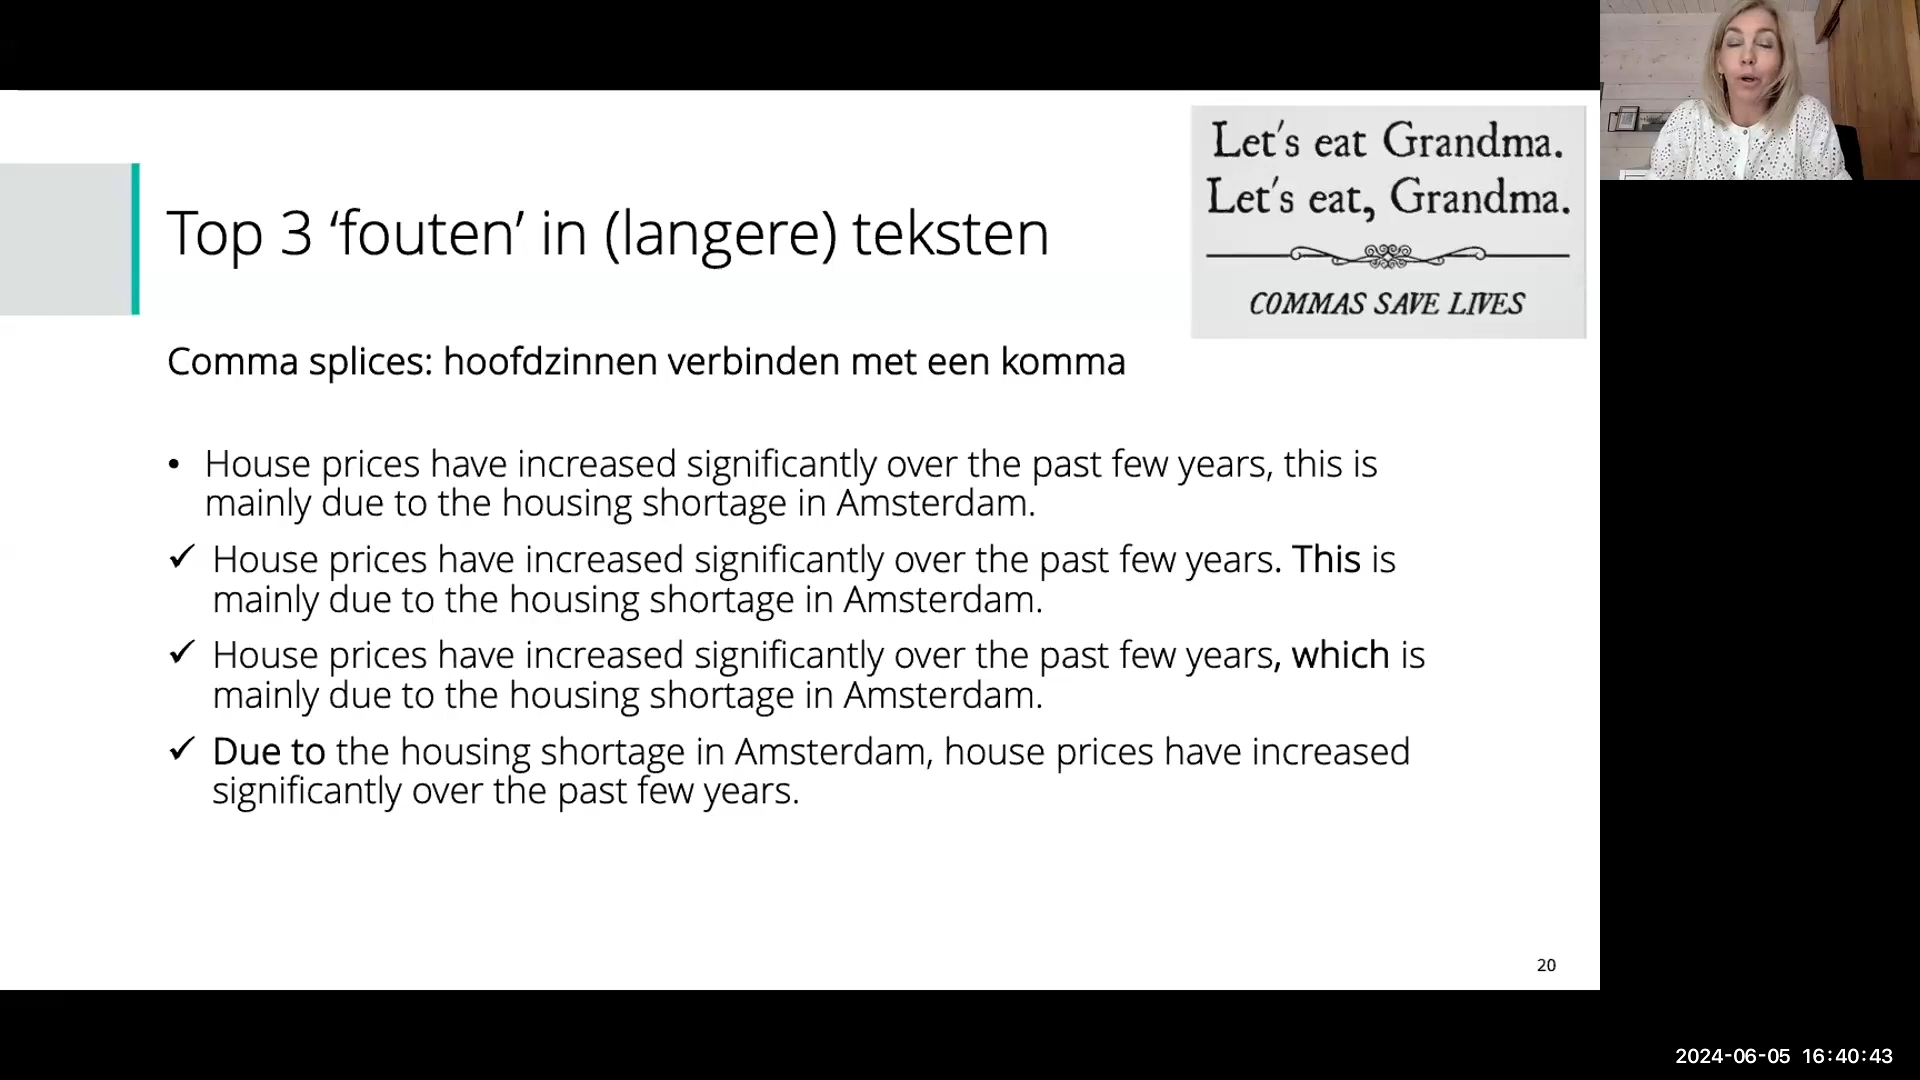 Let's eat Grandma.
Let's eat, Grandma.
COMMAS SAVE LIVES
Top 3 ‘fouten’ in (langere) teksten
Comma splices: hoofdzinnen verbinden met een komma
• House prices have increased significantly over the past few years, this is
mainly due to the housing shortage in Amsterdam.
✓ House prices have increased significantly over the past few years. This is
mainly due to the housing shortage in Amsterdam.
✓ House prices have increased significantly over the past few years, which is
mainly due to the housing shortage in Amsterdam.
✓ Due to the housing shortage in Amsterdam, house prices have increased
significantly over the past few years.
20
2024-06-05 16:40:43